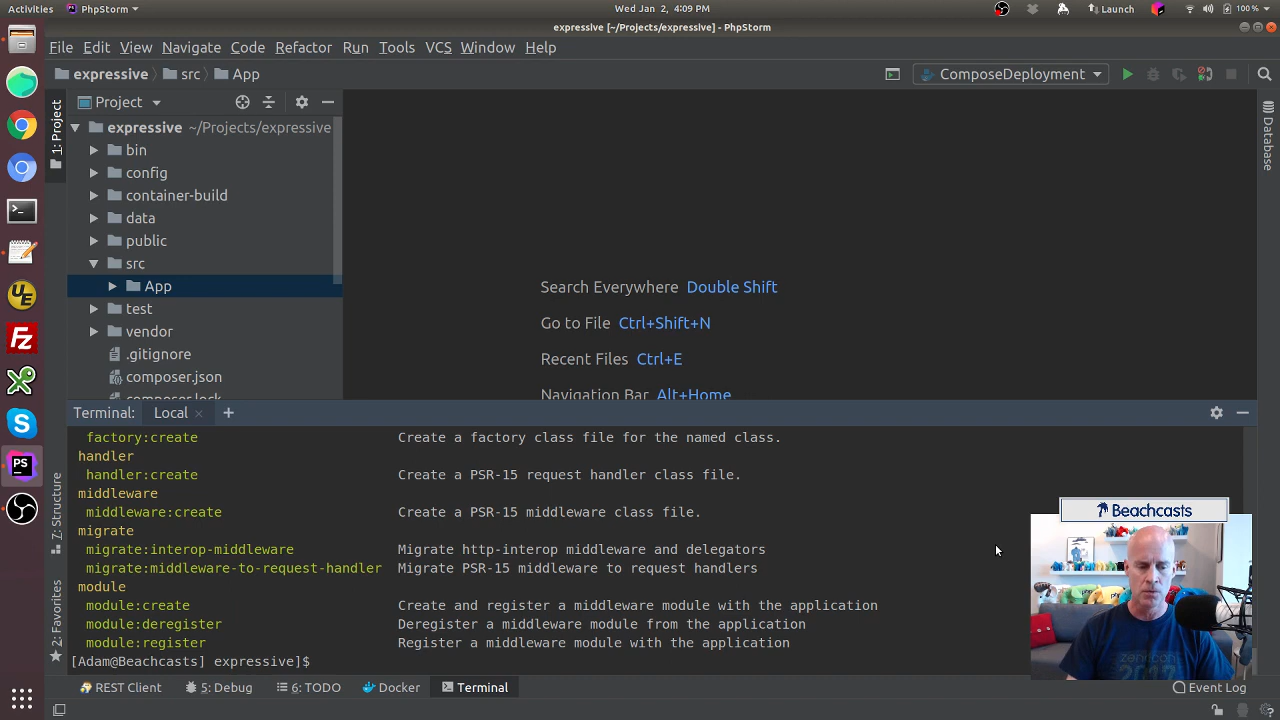 Activities
PhpStorm
Wed Jan 2, 4:09 PM
Launch
100 %
expressive [~/Projects/expressive] - PhpStorm
File Edit View Navigate Code Refactor Run Tools VCS Window Help
expressive src App
ComposeDeployment
1: Project
Project
Database
expressive ~/Projects/expressive
bin
config
container-build
data
public
src
App
test
vendor
.gitignore
composer.json
composer.lock
Search Everywhere Double Shift
Go to File Ctrl+Shift+N
Recent Files Ctrl+E
Navigation Bar Alt+Home
UE
Fz
PS
Terminal: Local × +
factory:create Create a factory class file for the named class.
handler
handler:create Create a PSR-15 request handler class file.
middleware
middleware:create Create a PSR-15 middleware class file.
migrate
migrate:interop-middleware Migrate http-interop middleware and delegators
migrate:middleware-to-request-handler Migrate PSR-15 middleware to request handlers
module
module:create Create and register a middleware module with the application
module:deregister Deregister a middleware module from the application
module:register Register a middleware module with the application
[Adam@Beachcasts] expressive]$
Z: Structure
2: Favorites
Beachcasts
zendcon
2017
REST Client 5: Debug 6: TODO Docker Terminal Event Log